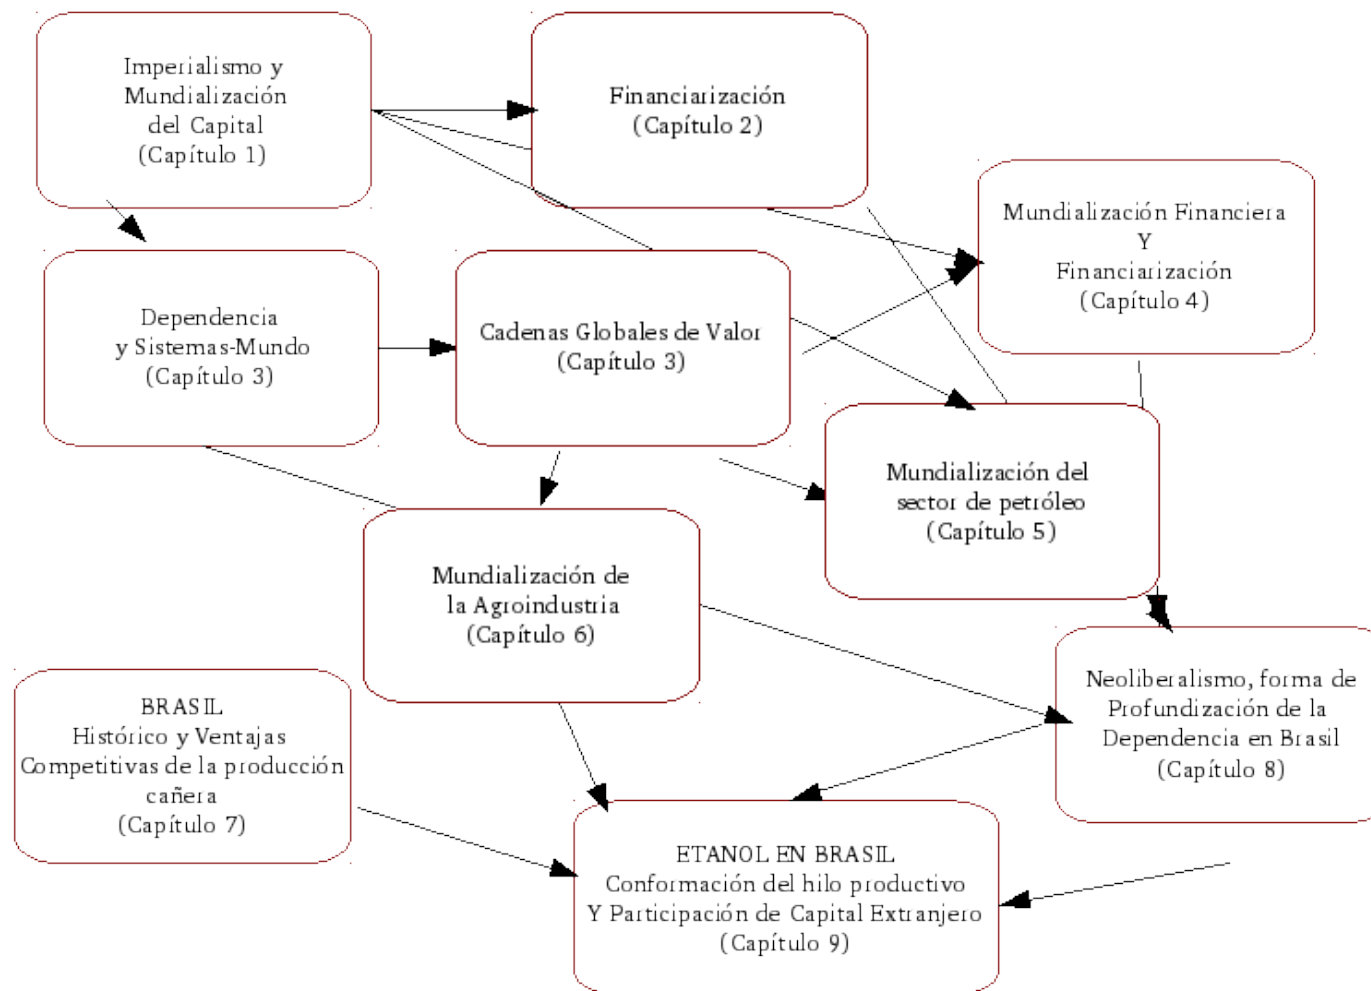 Imperialismo y
Mundialización
del Capital
(Capítulo 1)
Financiarización
(Capítulo 2)
Mundialización Financiera
Y
Financiarización
(Capítulo 4)
Dependencia
y Sistemas-Mundo
(Capítulo 3)
Cadenas Globales de Valor
(Capítulo 3)
Mundialización del
sector de petróleo
(Capítulo 5)
Mundialización de
la Agroindustria
(Capítulo 6)
BRASIL
Histórico y Ventajas
Competitivas de la producción
cañera
(Capítulo 7)
Neoliberalismo, forma de
Profundización de la
Dependencia en Brasil
(Capítulo 8)
ETANOL EN BRASIL
Conformación del hilo productivo
Y Participación de Capital Extranjero
(Capítulo 9)